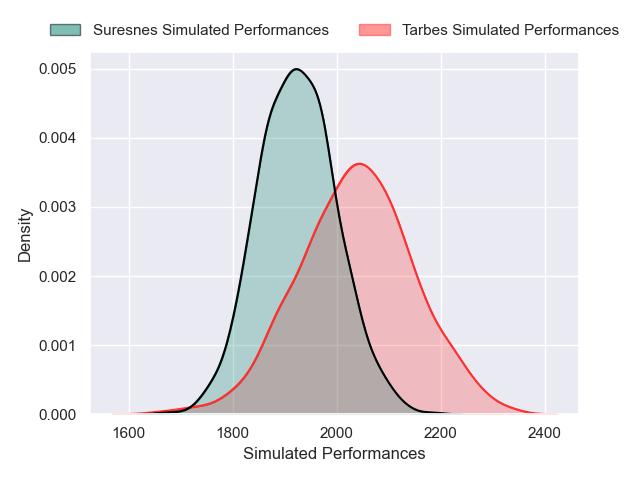 Suresnes Simulated Performances Tarbes Simulated Performances
0.005
0.004
0.003
0.002
0.001
0.000
Density
1600 1800 2000 2200 2400
Simulated Performances